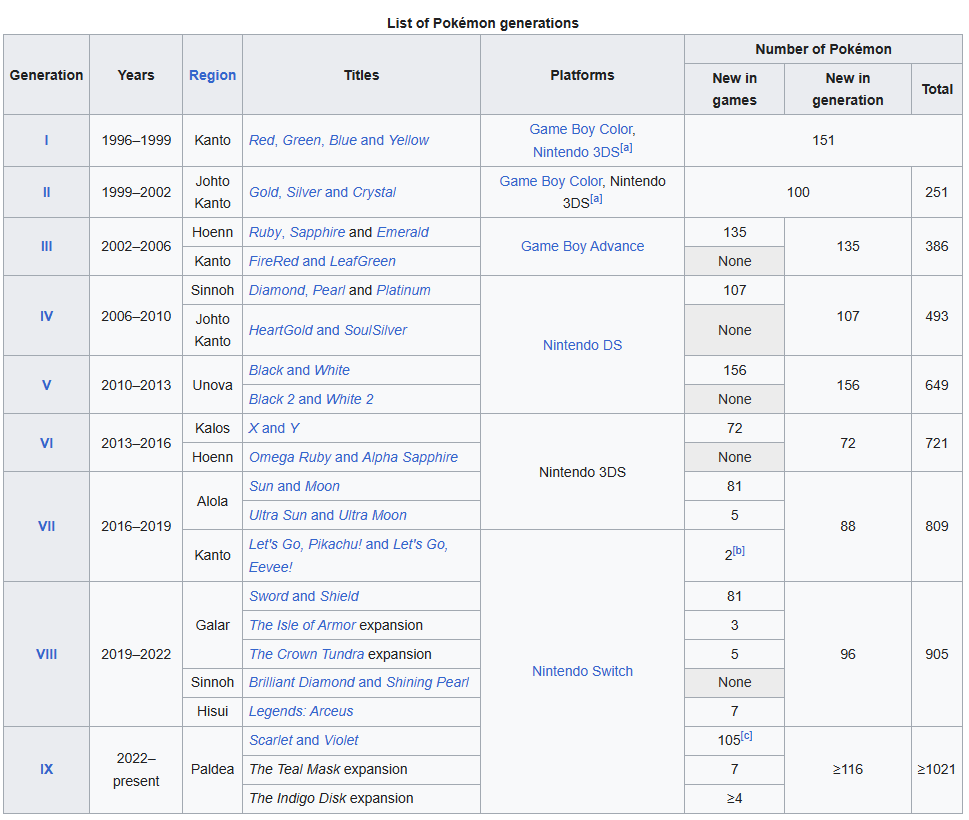 List of Pokémon generations
Generation Years Region Titles Platforms Number of Pokémon
New in games New in generation Total
I 1996–1999 Kanto Red, Green, Blue and Yellow Game Boy Color, Nintendo 3DS[a] 151
II 1999–2002 Johto Kanto Gold, Silver and Crystal Game Boy Color, Nintendo 3DS[a] 100 251
III 2002–2006 Hoenn Ruby, Sapphire and Emerald Game Boy Advance 135 135 386
Kanto FireRed and LeafGreen None
IV 2006–2010 Sinnoh Diamond, Pearl and Platinum Nintendo DS 107 107 493
Johto Kanto HeartGold and SoulSilver None
V 2010–2013 Unova Black and White 156 156 649
Black 2 and White 2 None
VI 2013–2016 Kalos X and Y Nintendo 3DS 72 72 721
Hoenn Omega Ruby and Alpha Sapphire None
VII 2016–2019 Alola Sun and Moon 81 88 809
Ultra Sun and Ultra Moon 5
Kanto Let's Go, Pikachu! and Let's Go, Eevee! Nintendo Switch 2[b]
VIII 2019–2022 Galar Sword and Shield 81 96 905
The Isle of Armor expansion 3
The Crown Tundra expansion 5
Sinnoh Brilliant Diamond and Shining Pearl None
Hisui Legends: Arceus 7
IX 2022–present Paldea Scarlet and Violet 105[c] ≥116 ≥1021
The Teal Mask expansion 7
The Indigo Disk expansion ≥4